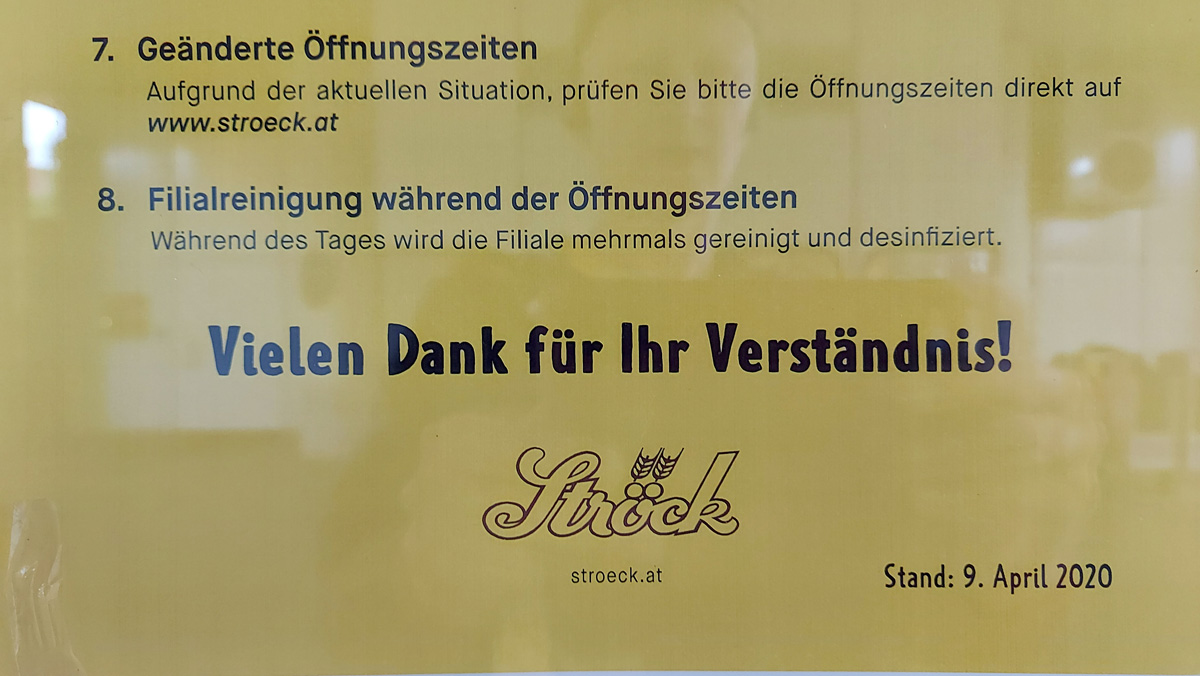 7. Geänderte Öffnungszeiten
Aufgrund der aktuellen Situation, prüfen Sie bitte die Öffnungszeiten direkt auf
www.stroeck.at
8. Filialreinigung während der Öffnungszeiten
Während des Tages wird die Filiale mehrmals gereinigt und desinfiziert.
Vielen Dank für Ihr Verständnis!
Ströck
stroeck.at
Stand: 9. April 2020